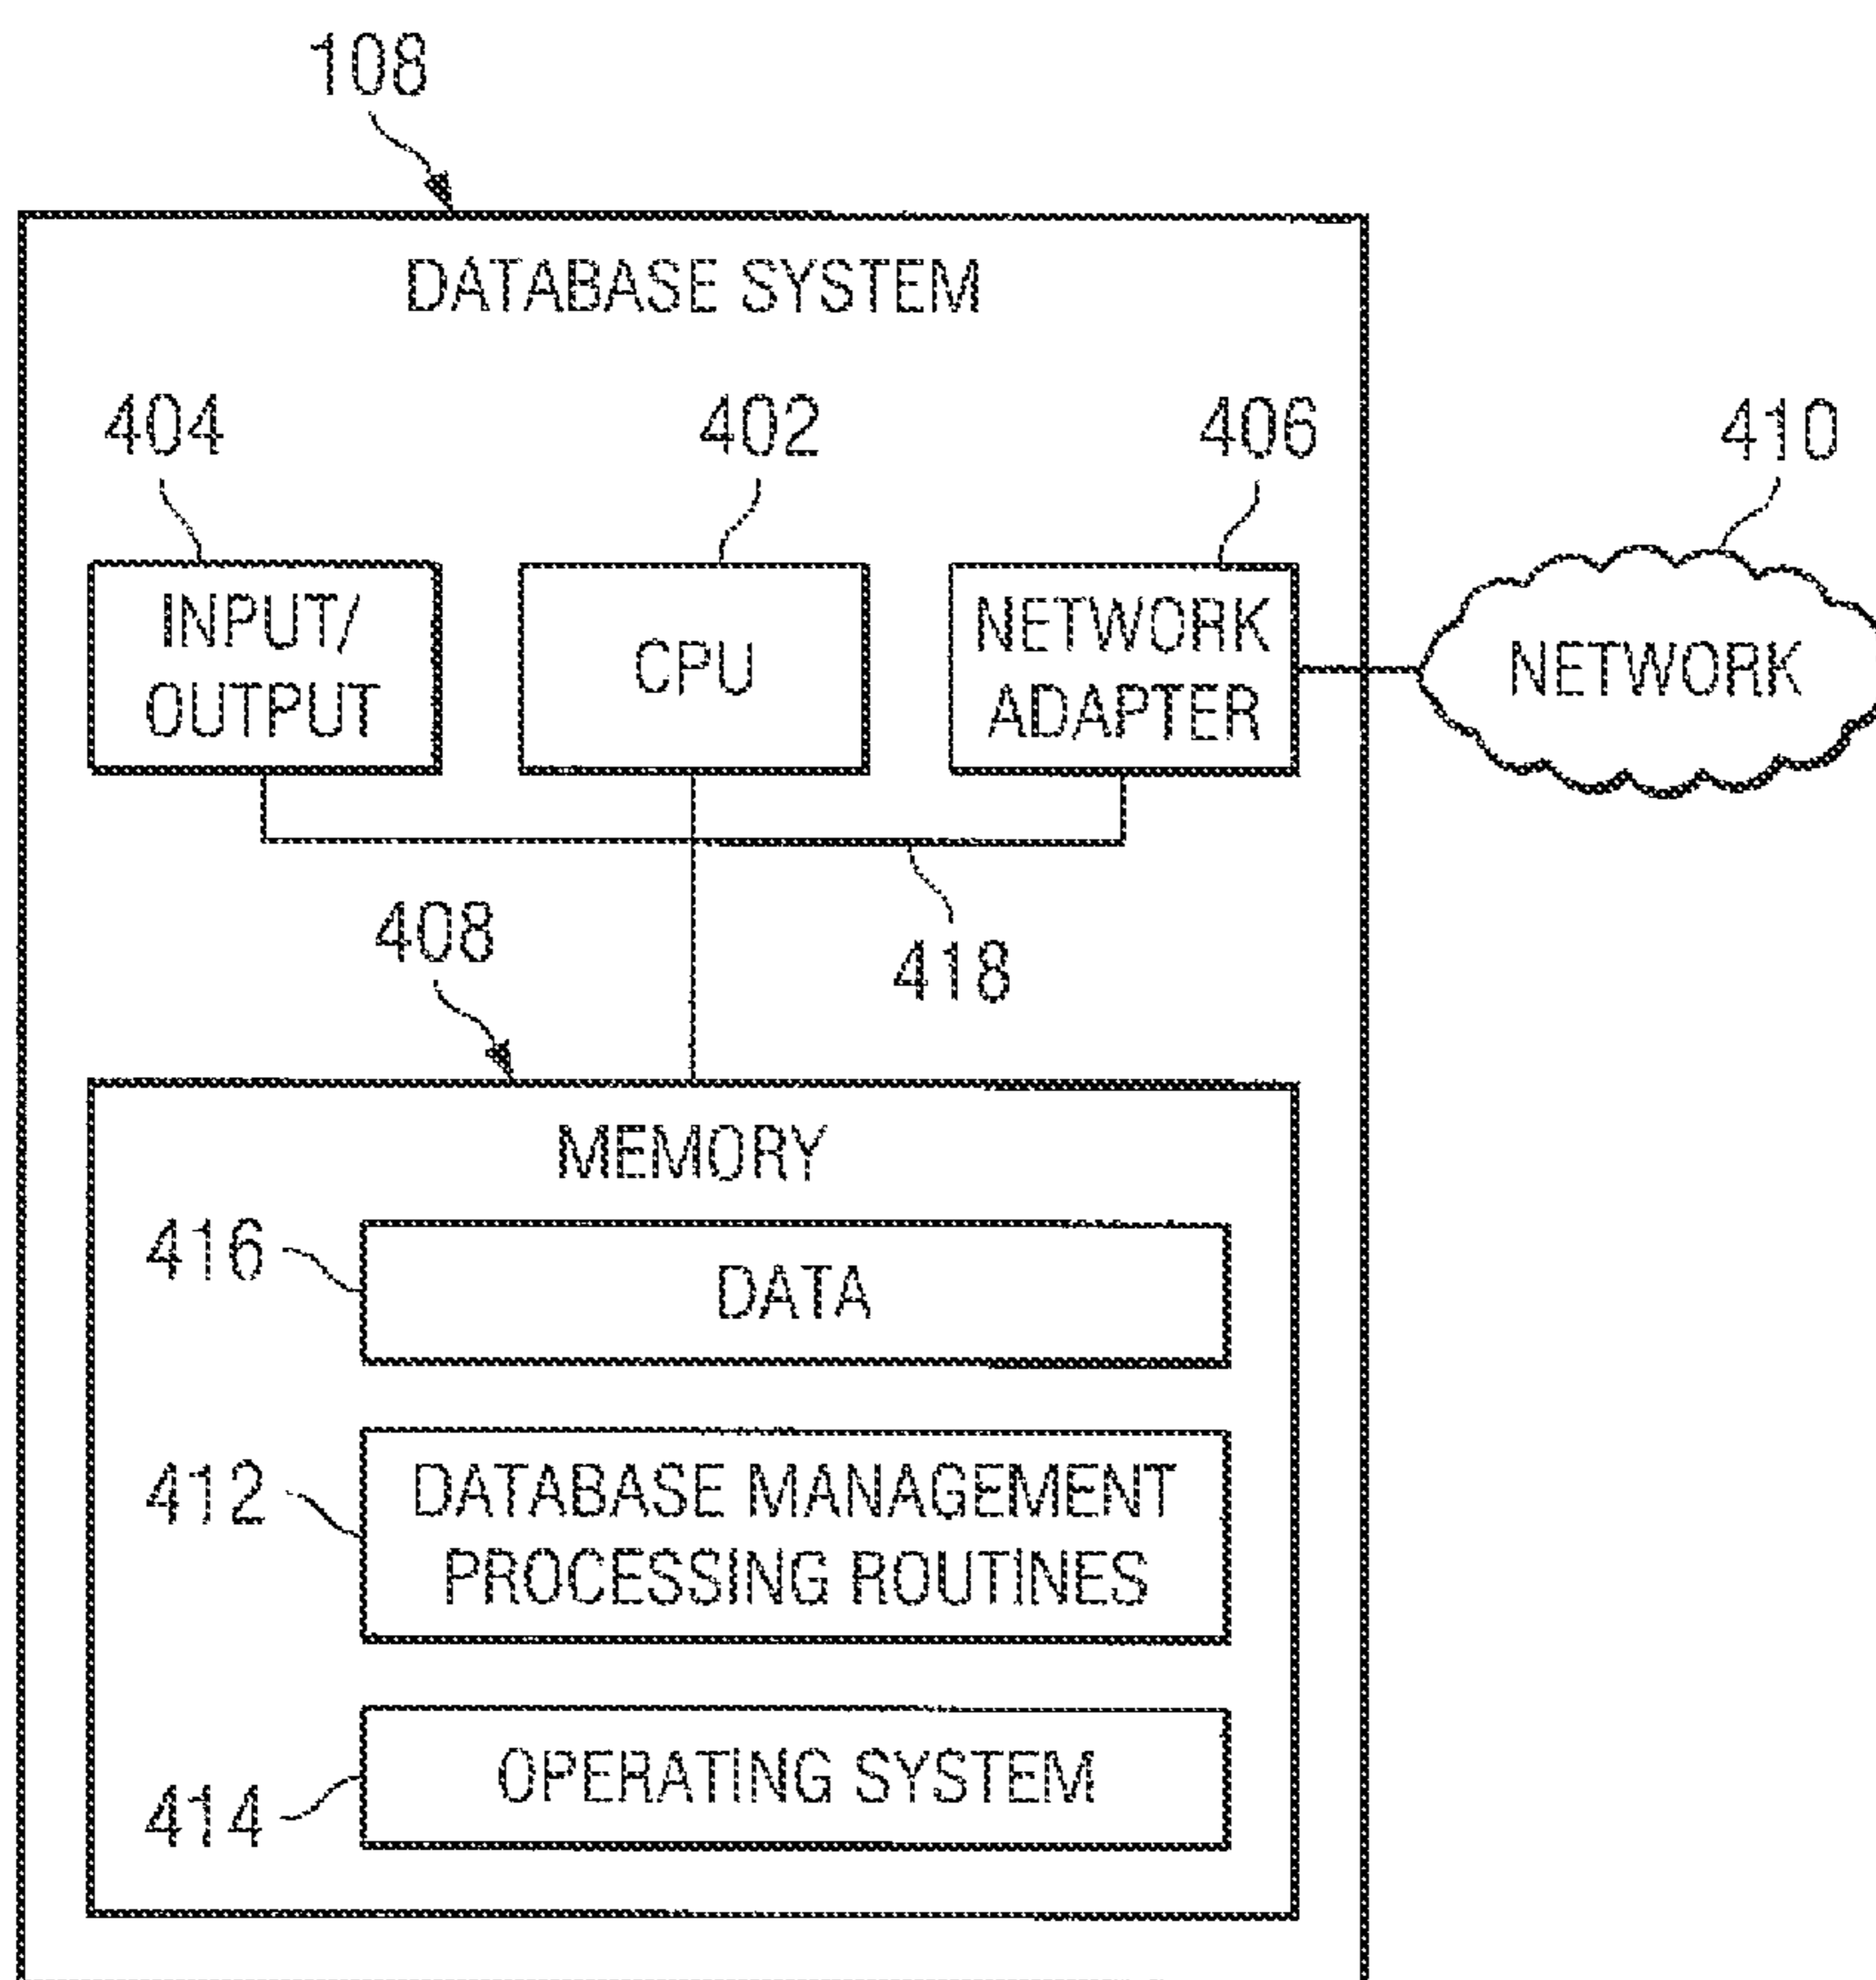 108
DATABASE SYSTEM
404
402
406
410
INPUT/
OUTPUT
CPU
NETWORK
ADAPTER
NETWORK
408
418
MEMORY
416
DATA
412
DATABASE MANAGEMENT
PROCESSING ROUTINES
414
OPERATING SYSTEM